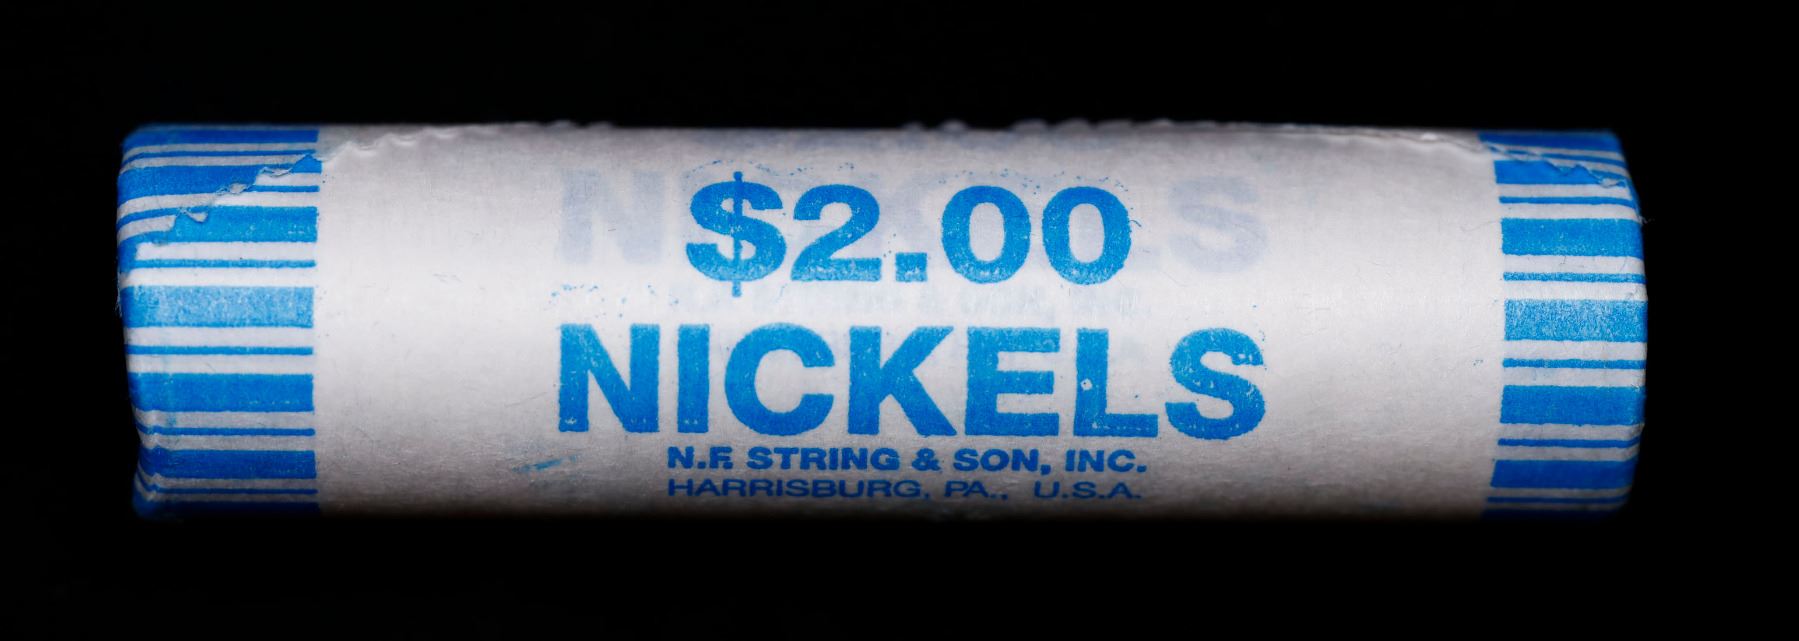 $2.00
NICKELS
N.F. STRING & SON, INC.
HARRISBURG, PA., U.S.A.